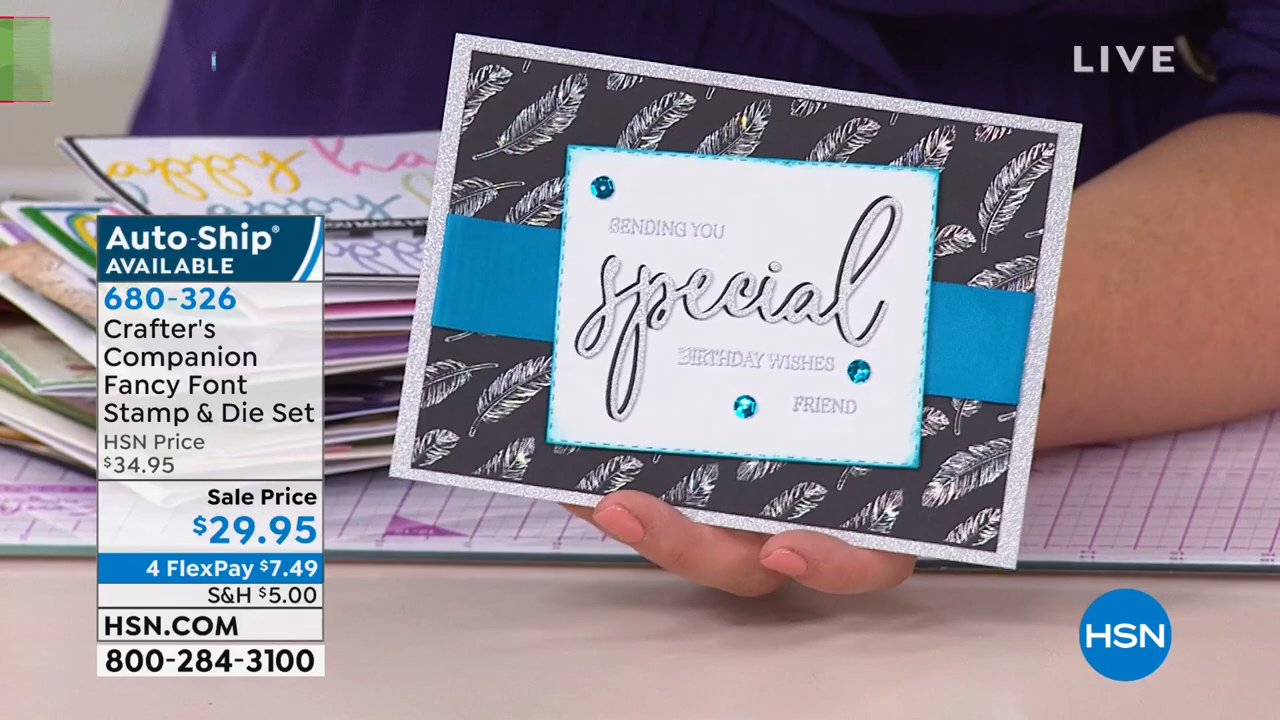 LIVE
appy ha
Auto-Ship®
AVAILABLE
680-326
Crafter's
Companion
Fancy Font
Stamp & Die Set
HSN Price
$34.95
Sale Price
$29.95
4 FlexPay $7.49
S&H $5.00
HSN.COM
800-284-3100
SENDING YOU
special
BIRTHDAY WISHES
FRIEND
HSN